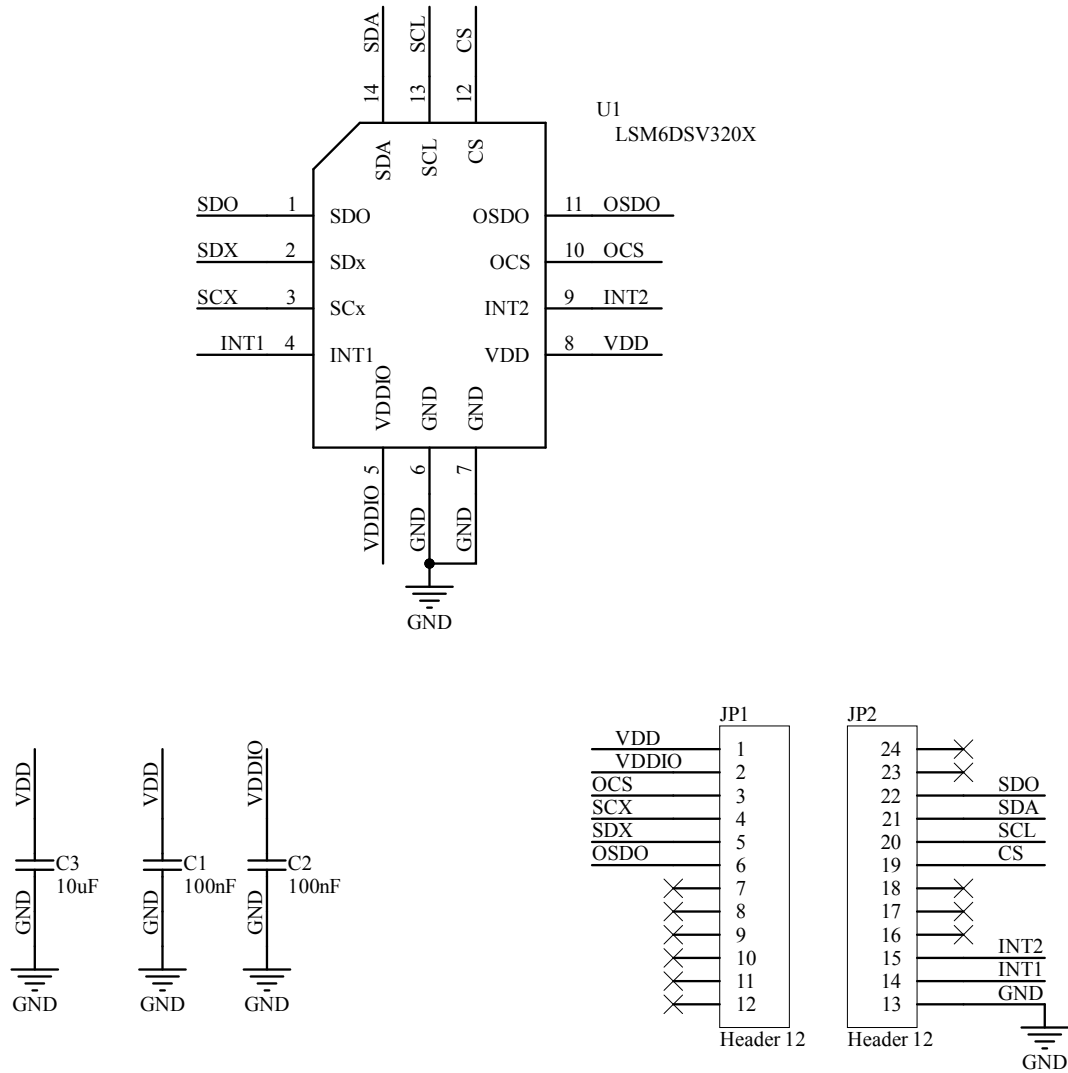 SDA SCL CS
14 13 12
U1
LSM6DSV320X
SDA SCL CS
SDO 1 SDO OSDO 11 OSDO
SDX 2 SDx OCS 10 OCS
SCX 3 SCx INT2 9 INT2
INT1 4 INT1 VDD 8 VDD
VDDIO GND GND
5 6 7
VDDIO GND GND
GND
VDD
GND
C3
10uF
GND
VDD
GND
C1
100nF
GND
VDDIO
GND
C2
100nF
GND
JP1
VDD 1
VDDIO 2
OCS 3
SCX 4
SDX 5
OSDO 6
7
8
9
10
11
12
Header 12
JP2
24
23
22 SDO
21 SDA
20 SCL
19 CS
18
17
16
15 INT2
14 INT1
13 GND
Header 12
GND